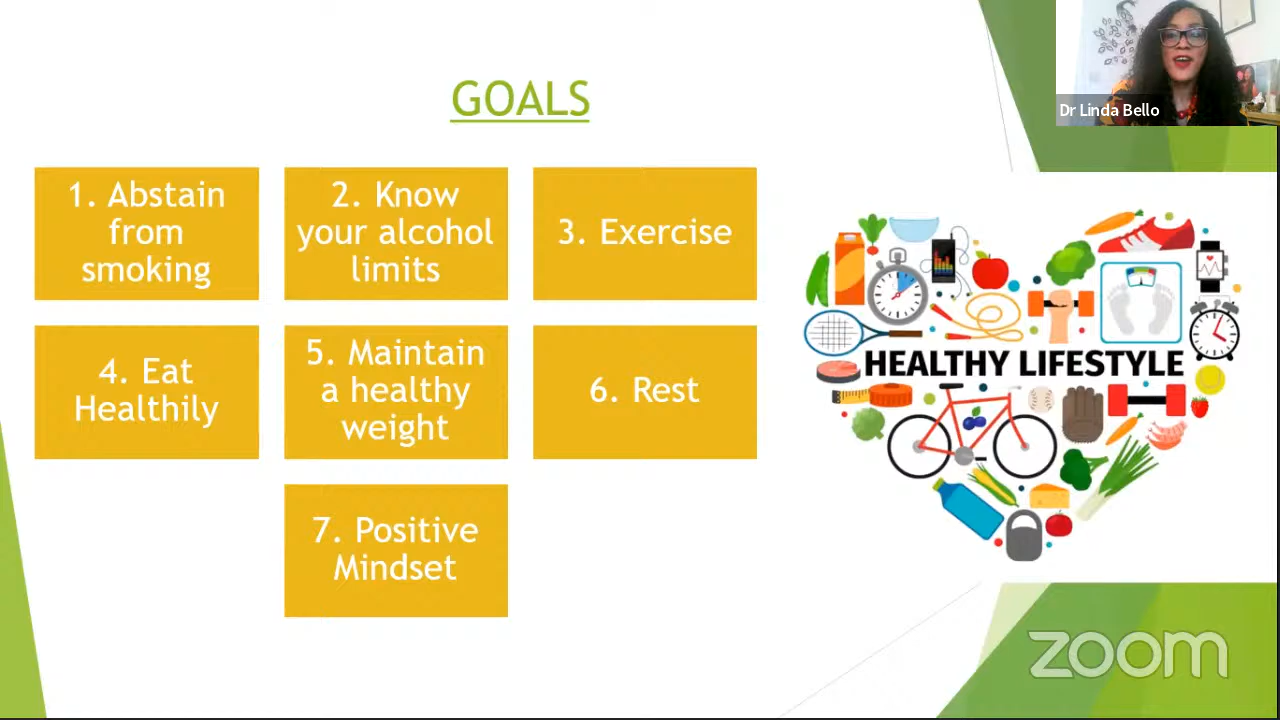 GOALS
Dr Linda Bello
1. Abstain
from
smoking
2. Know
your alcohol
limits
3. Exercise
4. Eat
Healthily
5. Maintain
a healthy
weight
6. Rest
7. Positive
Mindset
HEALTHY LIFESTYLE
zoom